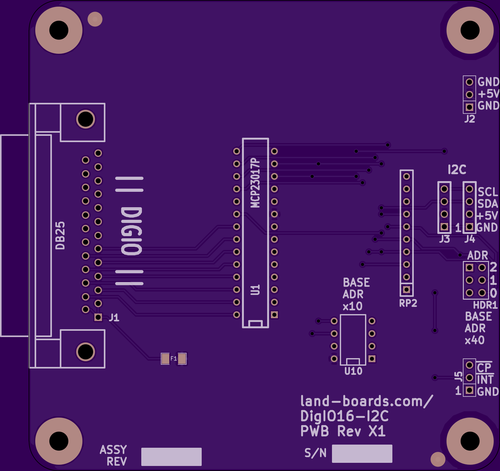 GND
+5V
GND
J2
I2C
SCL
SDA
+5V
1 GND
J3 J4
MCP23017P
U1
DB25
|| DIGIO ||
J1
F1
RP2
ADR
2
1
0
HDR1
BASE
ADR
x40
BASE
ADR
x10
U10
J5
CP
INT
1 GND
land-boards.com/
DigIO16-I2C
PWB Rev X1
ASSY
REV
S/N